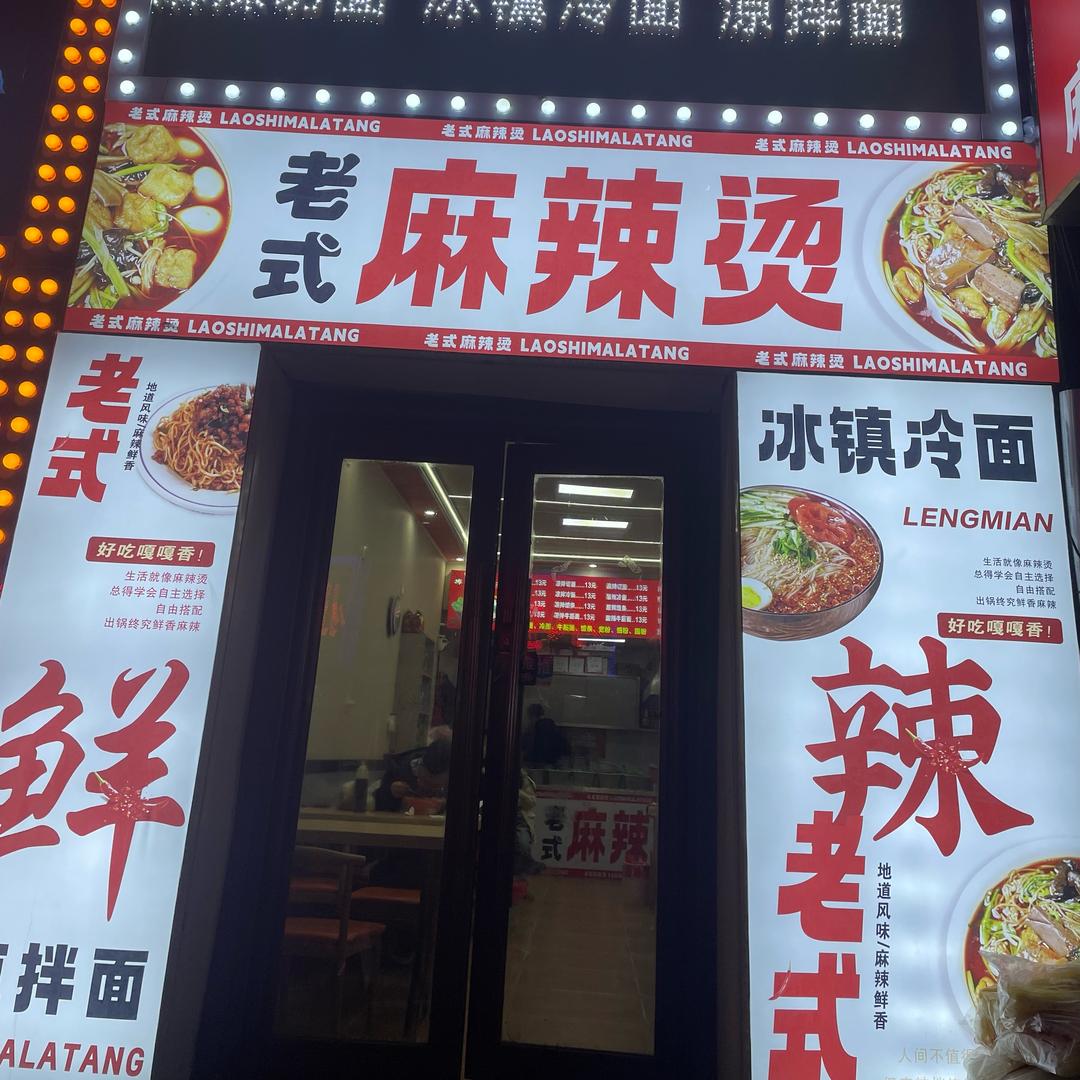 冰镇冷面 凉拌面
老式麻辣烫 LAOSHIMALATANG 老式麻辣烫 LAOSHIMALATANG 老式麻辣烫 LAOSHIMALATANG
老式
麻辣烫
老式麻辣烫 LAOSHIMALATANG 老式麻辣烫 LAOSHIMALATANG 老式麻辣烫 LAOSHIMALATANG
老式
地道风味/麻辣鲜香
好吃嘎嘎香!
生活就像麻辣烫
总得学会自主选择
自由搭配
出锅终究鲜香麻辣
鲜
拌面
ALATANG
冰镇冷面
LENGMIAN
生活就像麻辣烫
总得学会自主选择
自由搭配
出锅终究鲜香麻辣
好吃嘎嘎香!
辣
老式
地道风味/麻辣鲜香
人间不值得
老式
麻辣